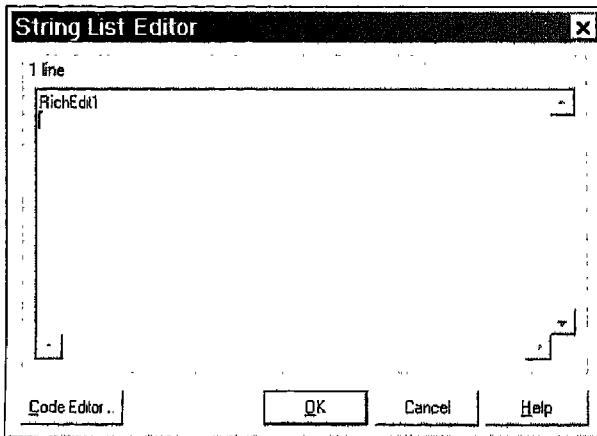 String List Editor
1 line
RichEdit1
Code Editor...
OK
Cancel
Help